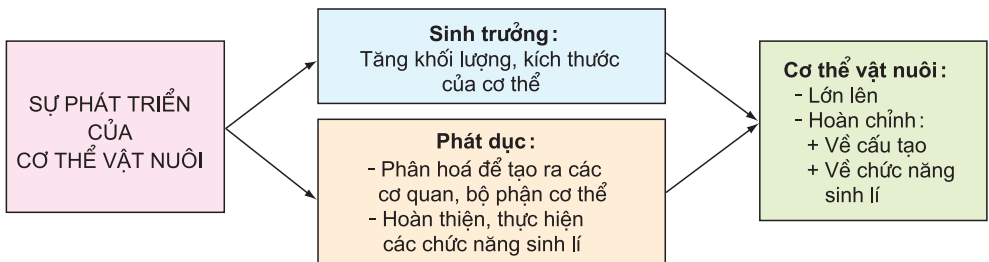 SỰ PHÁT TRIỂN
CỦA
CƠ THỂ VẬT NUÔI
Sinh trưởng:
Tăng khối lượng, kích thước
của cơ thể
Phát dục:
- Phân hoá để tạo ra các
cơ quan, bộ phận cơ thể
- Hoàn thiện, thực hiện
các chức năng sinh lí
Cơ thể vật nuôi:
- Lớn lên
- Hoàn chỉnh:
+ Về cấu tạo
+ Về chức năng
sinh lí